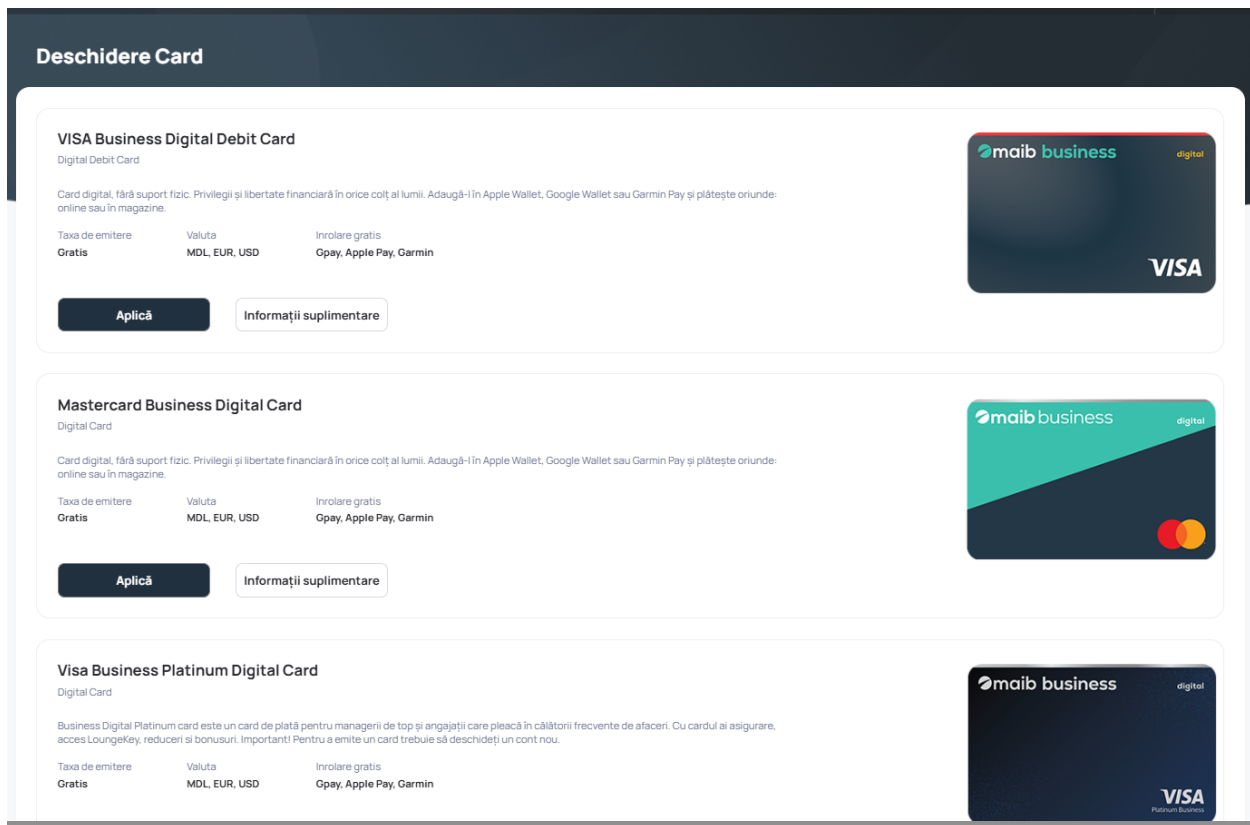 Deschidere Card
VISA Business Digital Debit Card
Digital Debit Card
Card digital, fără suport fizic. Privilegii și libertate financiară în orice colț al lumii. Adaugă-l în Apple Wallet, Google Wallet sau Garmin Pay și plătește oriunde:
online sau în magazine.
Taxa de emitere Valuta Inrolare gratis
Gratis MDL, EUR, USD Gpay, Apple Pay, Garmin
Aplică Informații suplimentare
maib business digital
VISA
Mastercard Business Digital Card
Digital Card
Card digital, fără suport fizic. Privilegii și libertate financiară în orice colț al lumii. Adaugă-l în Apple Wallet, Google Wallet sau Garmin Pay și plătește oriunde:
online sau în magazine.
Taxa de emitere Valuta Inrolare gratis
Gratis MDL, EUR, USD Gpay, Apple Pay, Garmin
Aplică Informații suplimentare
maib business digital
Visa Business Platinum Digital Card
Digital Card
Business Digital Platinum card este un card de plată pentru managerii de top și angajații care pleacă în călătorii frecvente de afaceri. Cu cardul ai asigurare,
acces LoungeKey, reduceri si bonusuri. Important! Pentru a emite un card trebuie să deschideți un cont nou.
Taxa de emitere Valuta Inrolare gratis
Gratis MDL, EUR, USD Gpay, Apple Pay, Garmin
maib business digital
VISA
Platinum Business